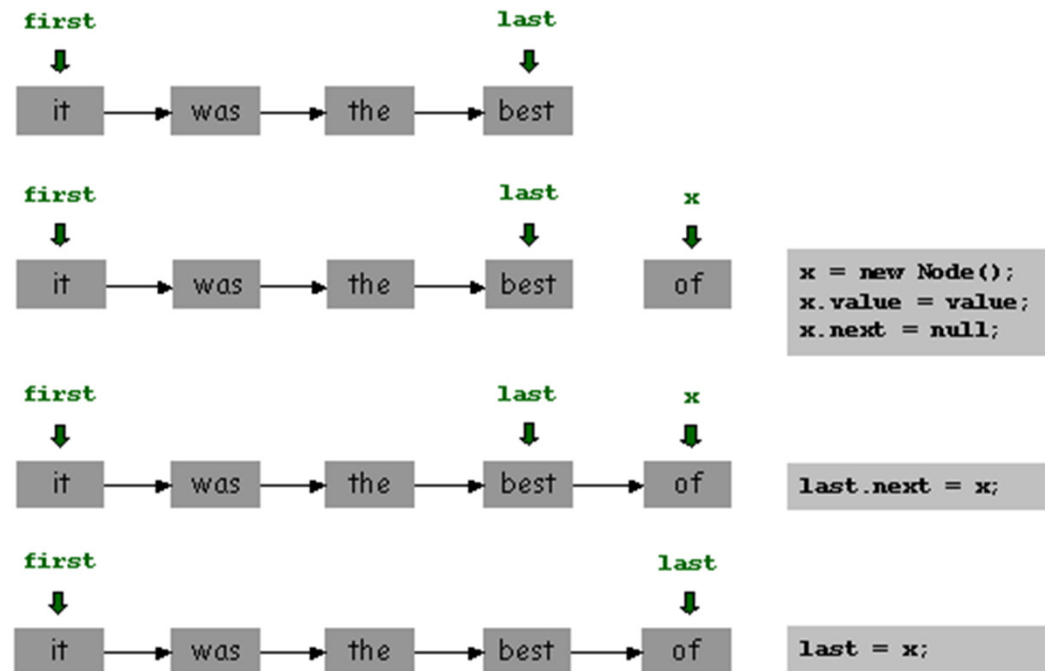 first last
it was the best
first last x
it was the best of
x = new Node();
x.value = value;
x.next = null;
first last x
it was the best of
last.next = x;
first last
it was the best of
last = x;